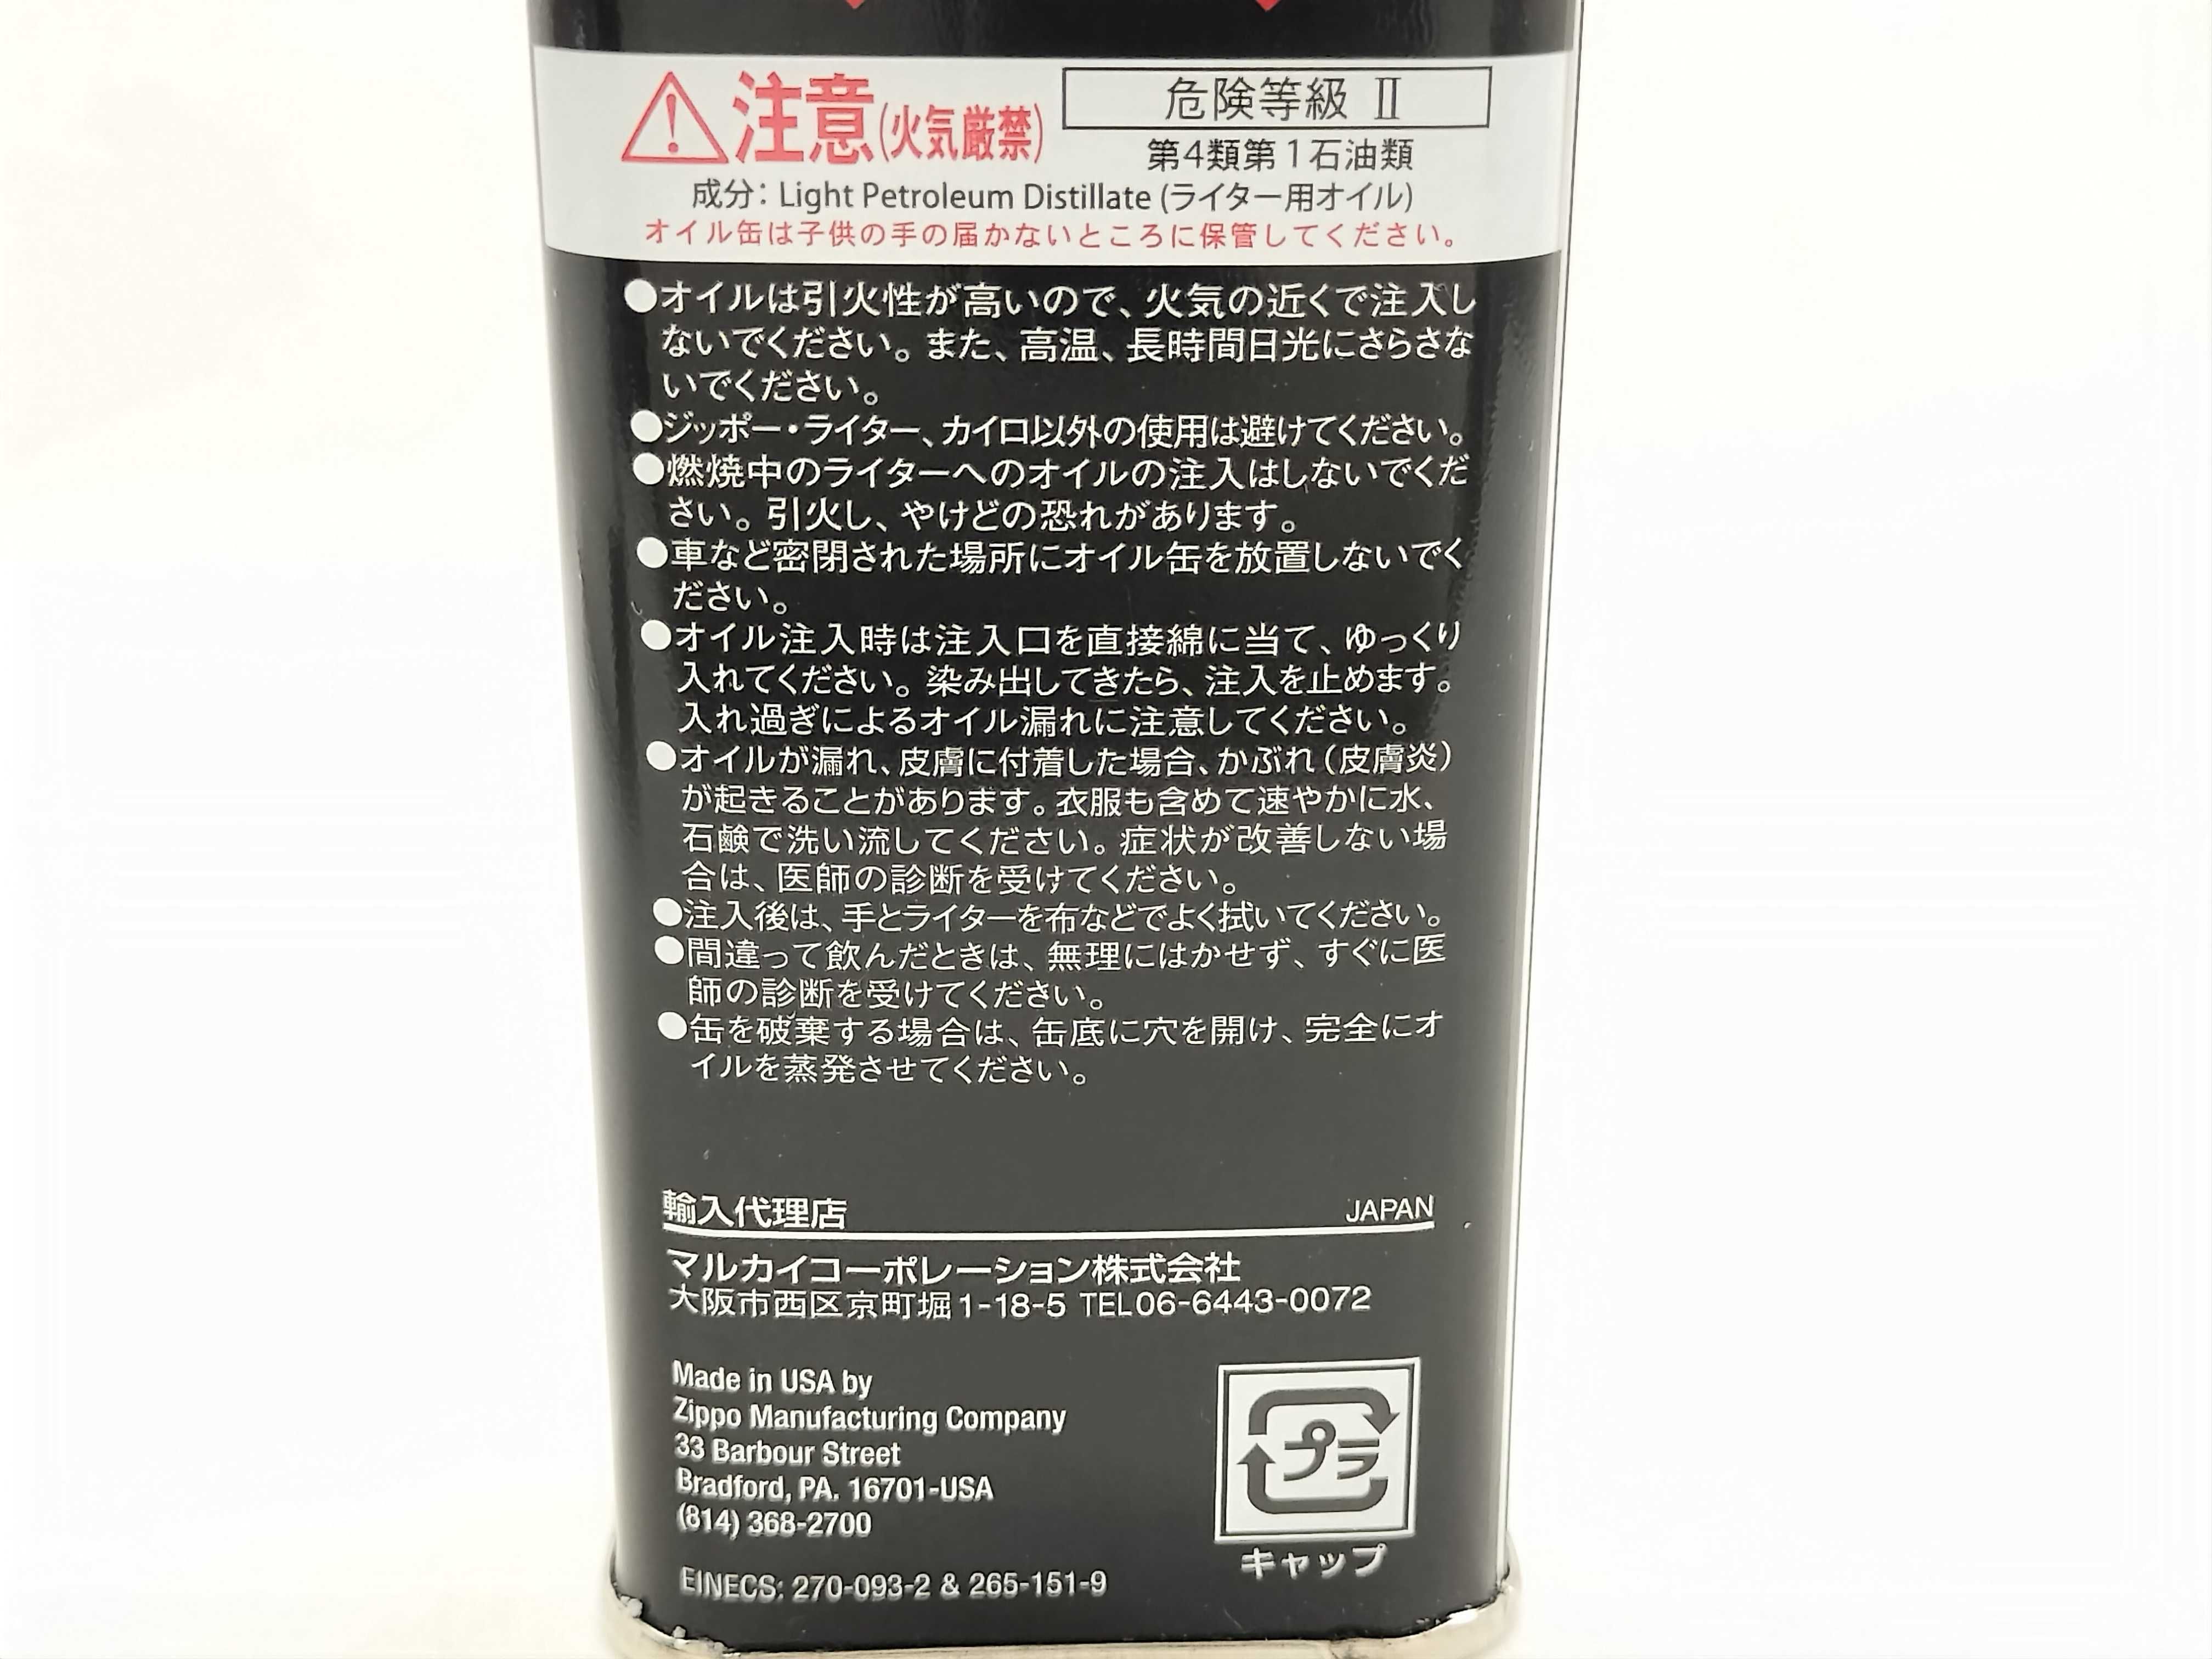 注意(火気厳禁)
危険等級 Ⅱ
第4類第1石油類
成分: Light Petroleum Distillate (ライター用オイル)
オイル缶は子供の手の届かないところに保管してください。
●オイルは引火性が高いので、火気の近くで注入し
ないでください。また、高温、長時間日光にさらさな
いでください。
●ジッポー・ライター、カイロ以外の使用は避けてください。
●燃焼中のライターへのオイルの注入はしないでくだ
さい。引火し、やけどの恐れがあります。
●車など密閉された場所にオイル缶を放置しないでく
ださい。
●オイル注入時は注入口を直接綿に当て、ゆっくり
入れてください。染み出してきたら、注入を止めます。
入れ過ぎによるオイル漏れに注意してください。
●オイルが漏れ、皮膚に付着した場合、かぶれ(皮膚炎)
が起きることがあります。衣服も含めて速やかに水、
石鹸で洗い流してください。症状が改善しない場
合は、医師の診断を受けてください。
●注入後は、手とライターを布などでよく拭いてください。
●間違って飲んだときは、無理にはかせず、すぐに医
師の診断を受けてください。
●缶を破棄する場合は、缶底に穴を開け、完全にオ
イルを蒸発させてください。
輸入代理店
JAPAN
マルカイコーポレーション株式会社
大阪市西区京町堀1-18-5 TEL06-6443-0072
Made in USA by
Zippo Manufacturing Company
33 Barbour Street
Bradford, PA. 16701-USA
(814) 368-2700
EINECS: 270-093-2 & 265-151-9
プラ
キャップ